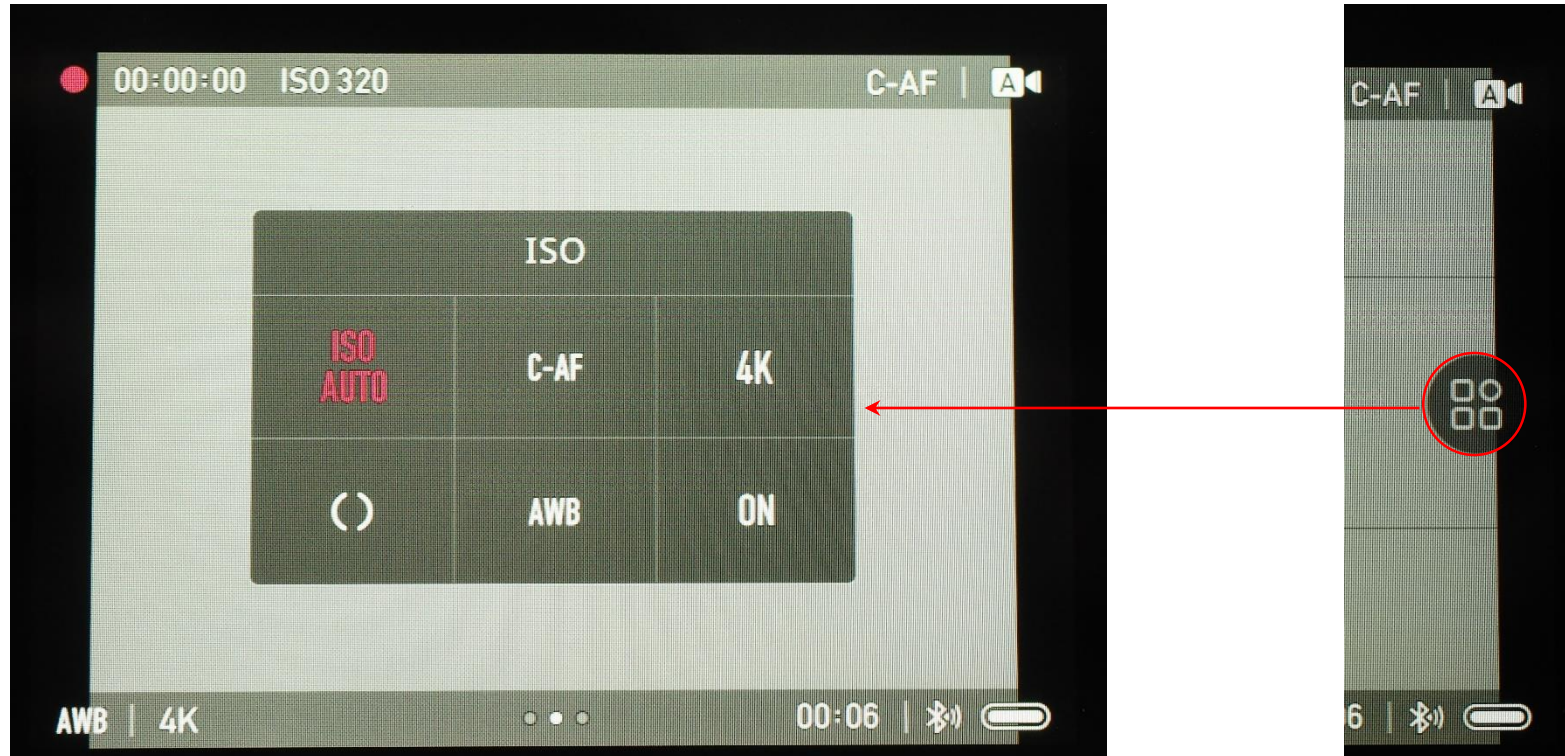 00:00:00 ISO 320 C-AF | A
ISO
ISO AUTO
C-AF
4K
( )
AWB
ON
AWB | 4K
00:06
C-AF | A
6